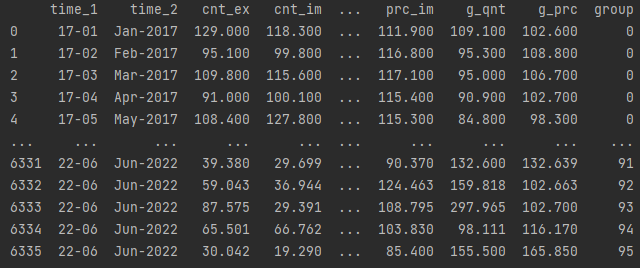 time_1 time_2 cnt_ex cnt_im ... prc_im g_qnt g_prc group
0 17-01 Jan-2017 129.000 118.300 ... 111.900 109.100 102.600 0
1 17-02 Feb-2017 95.100 99.800 ... 116.800 95.300 108.800 0
2 17-03 Mar-2017 109.800 115.600 ... 117.100 95.000 106.700 0
3 17-04 Apr-2017 91.000 100.100 ... 115.400 90.900 102.700 0
4 17-05 May-2017 108.400 127.800 ... 115.300 84.800 98.300 0
... ... ... ... ... ... ... ... ... ...
6331 22-06 Jun-2022 39.380 29.699 ... 90.370 132.600 132.639 91
6332 22-06 Jun-2022 59.043 36.944 ... 124.463 159.818 102.663 92
6333 22-06 Jun-2022 87.575 29.391 ... 108.795 297.965 102.700 93
6334 22-06 Jun-2022 65.501 66.762 ... 103.830 98.111 116.170 94
6335 22-06 Jun-2022 30.042 19.290 ... 85.400 155.500 165.850 95